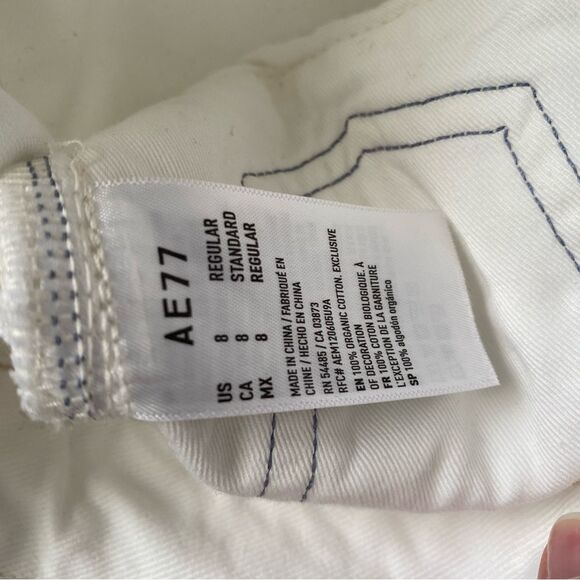 AE77
US 8 REGULAR
CA 8 STANDARD
MX 8 REGULAR
MADE IN CHINA / FABRIQUÉ EN
CHINE / HECHO EN CHINA
RN 54485 / CA 03873
RFC# AEM120605U9A
EN 100% ORGANIC COTTON. EXCLUSIVE
OF DECORATION
FR 100% COTON BIOLOGIQUE. À
L'EXCEPTION DE LA GARNITURE
SP 100% algodón orgánico